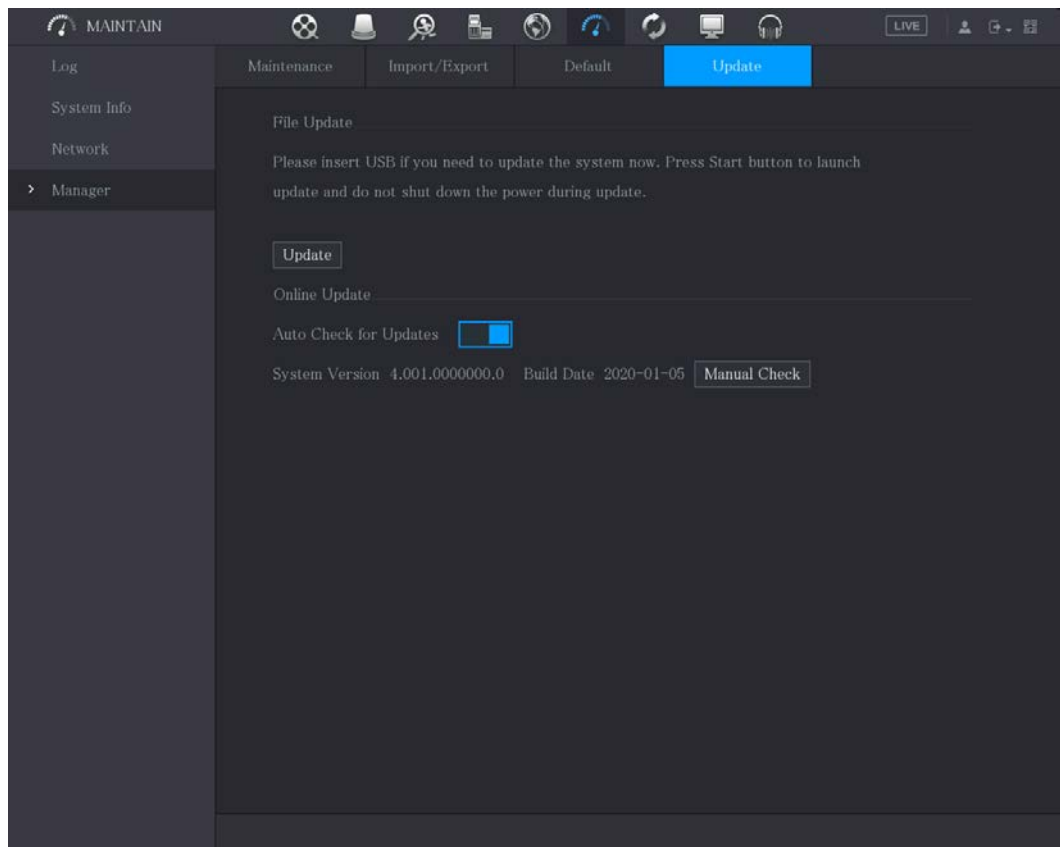 MAINTAIN
LIVE
Log
System Info
Network
Manager
Maintenance
Import/Export
Default
Update
File Update
Please insert USB if you need to update the system now. Press Start button to launch
update and do not shut down the power during update.
Update
Online Update
Auto Check for Updates
System Version 4.001.0000000.0 Build Date 2020-01-05 Manual Check